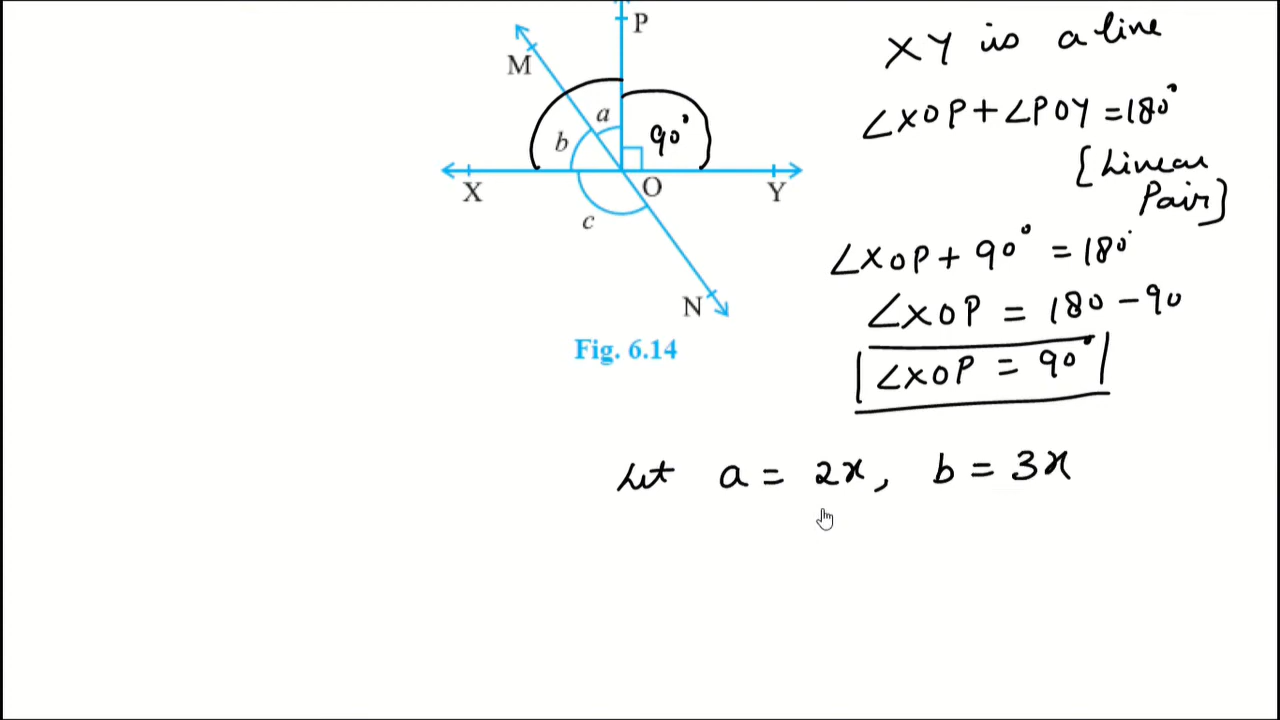 P
M
a
b
90°
X
O
Y
c
N
Fig. 6.14
XY is a line
∠XOP+∠POY=180°
[Linear
Pair]
∠XOP+ 90° =180°
∠XOP = 180-90
∠XOP = 90°
Let a = 2x, b = 3x